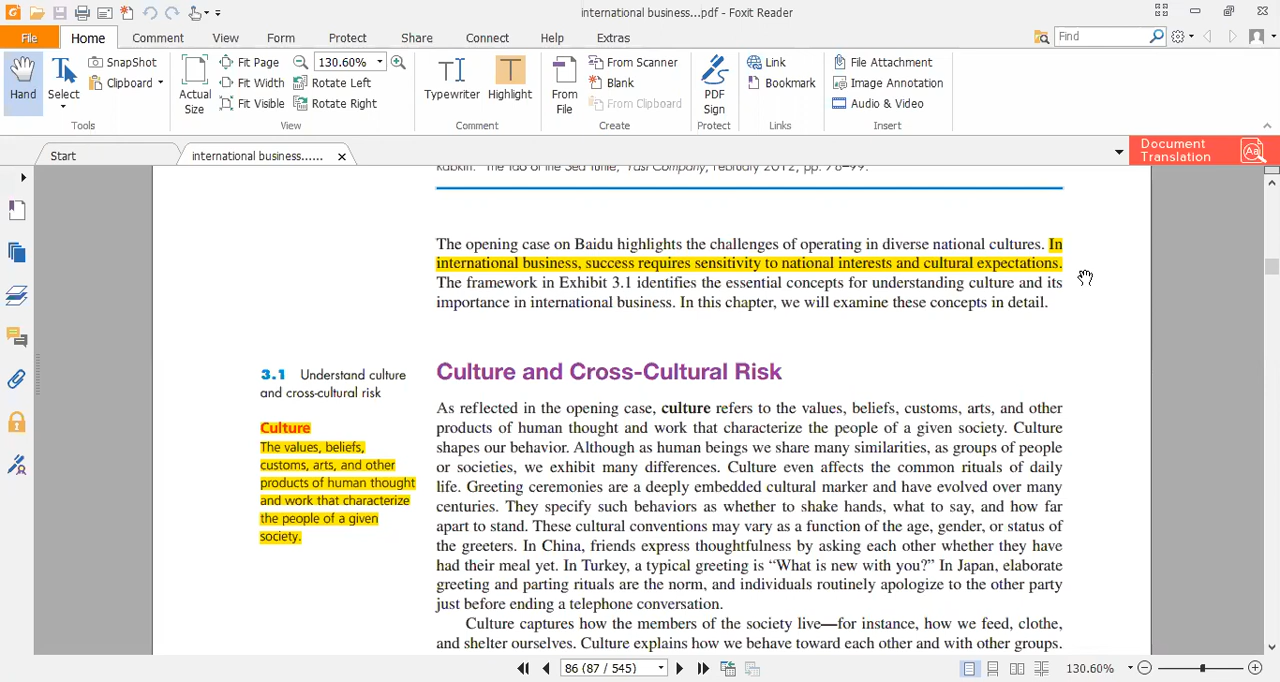 international business...pdf - Foxit Reader
File Home Comment View Form Protect Share Connect Help Extras
Find
Hand
Select
SnapShot
Clipboard
Tools
Actual Size
Fit Page
Fit Width
Fit Visible
130.60%
Rotate Left
Rotate Right
View
Typewriter
Highlight
Comment
From File
From Scanner
Blank
From Clipboard
Create
PDF Sign
Protect
Link
Bookmark
Links
File Attachment
Image Annotation
Audio & Video
Insert
Start
international business......
Document
Translation
The opening case on Baidu highlights the challenges of operating in diverse national cultures. In
international business, success requires sensitivity to national interests and cultural expectations.
The framework in Exhibit 3.1 identifies the essential concepts for understanding culture and its
importance in international business. In this chapter, we will examine these concepts in detail.
3.1 Understand culture
and cross-cultural risk
Culture
The values, beliefs,
customs, arts, and other
products of human thought
and work that characterize
the people of a given
society.
Culture and Cross-Cultural Risk
As reflected in the opening case, culture refers to the values, beliefs, customs, arts, and other
products of human thought and work that characterize the people of a given society. Culture
shapes our behavior. Although as human beings we share many similarities, as groups of people
or societies, we exhibit many differences. Culture even affects the common rituals of daily
life. Greeting ceremonies are a deeply embedded cultural marker and have evolved over many
centuries. They specify such behaviors as whether to shake hands, what to say, and how far
apart to stand. These cultural conventions may vary as a function of the age, gender, or status of
the greeters. In China, friends express thoughtfulness by asking each other whether they have
had their meal yet. In Turkey, a typical greeting is “What is new with you?” In Japan, elaborate
greeting and parting rituals are the norm, and individuals routinely apologize to the other party
just before ending a telephone conversation.
Culture captures how the members of the society live—for instance, how we feed, clothe,
and shelter ourselves. Culture explains how we behave toward each other and with other groups.
86 (87 / 545)
130.60%